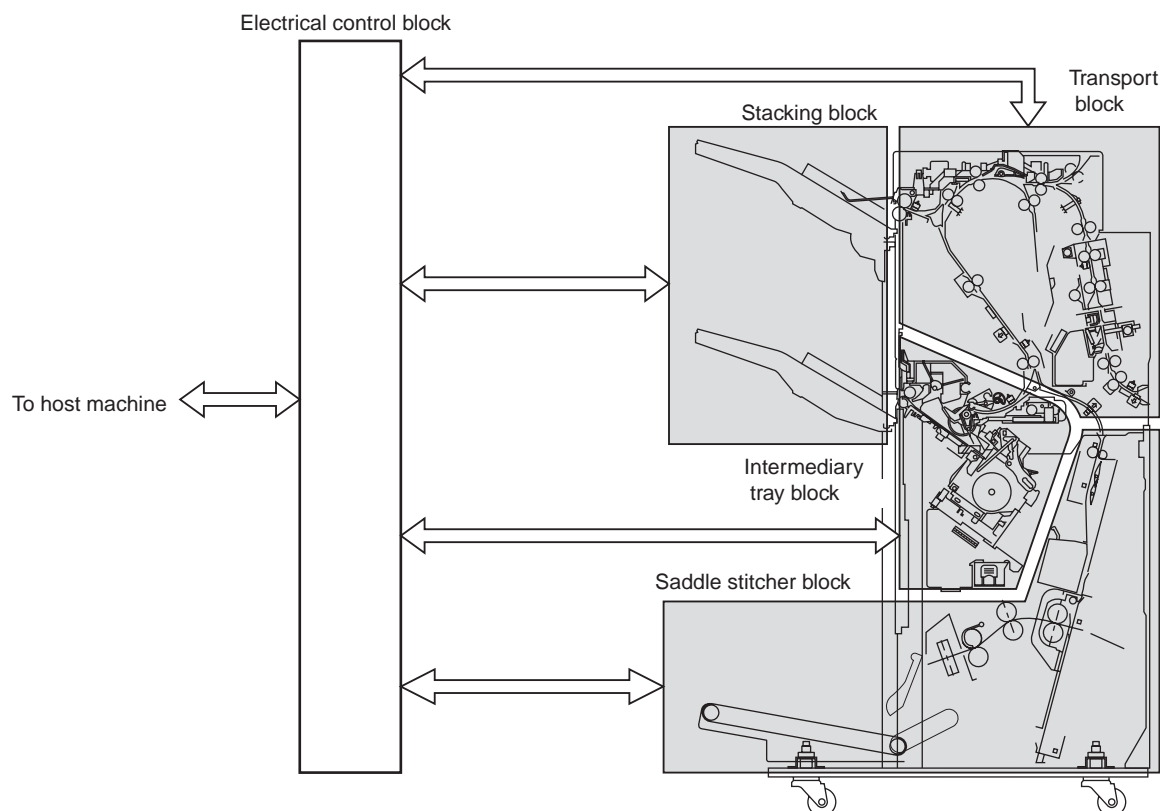 Electrical control block
Transport
block
Stacking block
To host machine
Intermediary
tray block
Saddle stitcher block